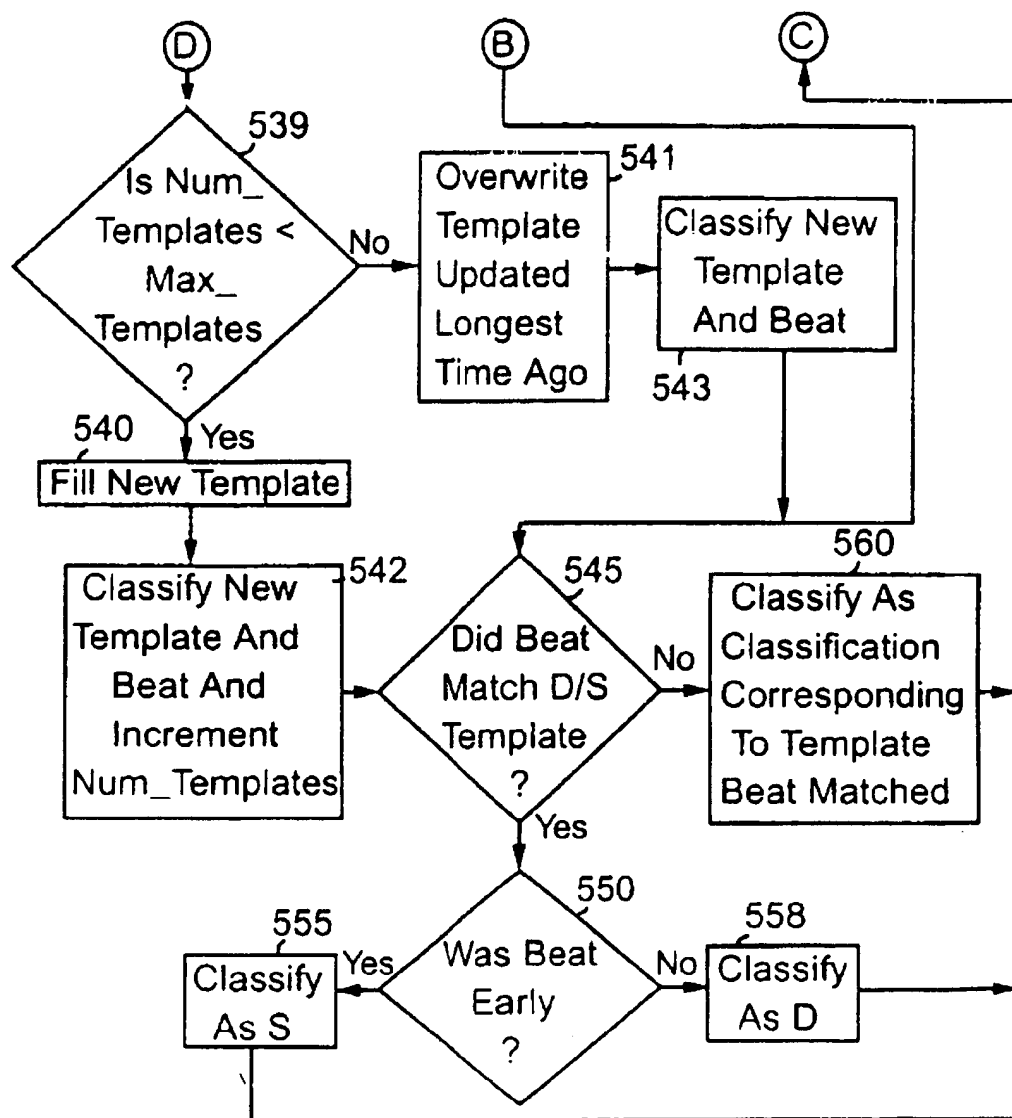 D
B
C
539
Is Num_
Templates <
Max_
Templates
?
No
Yes
541
Overwrite
Template
Updated
Longest
Time Ago
Classify New
Template
And Beat
543
540
Fill New Template
542
Classify New
Template And
Beat And
Increment
Num_Templates
545
Did Beat
Match D/S
Template
?
No
Yes
560
Classify As
Classification
Corresponding
To Template
Beat Matched
550
Was Beat
Early
?
Yes
No
555
Classify
As S
558
Classify
As D